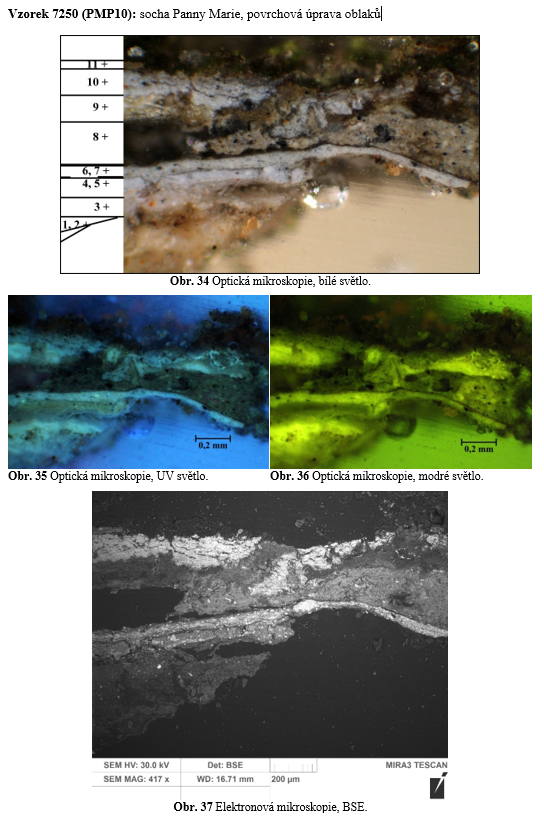 Vzorek 7250 (PMP10): socha Panny Marie, povrchová úprava oblaků
11 +
10 +
9 +
8 +
6, 7 +
4, 5 +
3 +
1, 2 +
Obr. 34 Optická mikroskopie, bílé světlo.
0,2 mm
0,2 mm
Obr. 35 Optická mikroskopie, UV světlo.
Obr. 36 Optická mikroskopie, modré světlo.
SEM HV: 30.0 kV Det: BSE MIRA3 TESCAN
SEM MAG: 417 x WD: 16.71 mm 200 µm
Obr. 37 Elektronová mikroskopie, BSE.